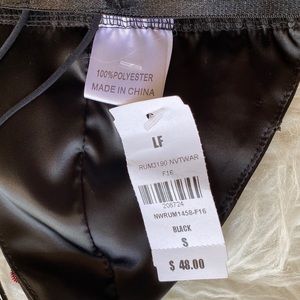 100%POLYESTER
MADE IN CHINA
LF
RUM3190 NVTWAR
F16
208724
NWRUM1458-F16
BLACK
S
$ 48.00